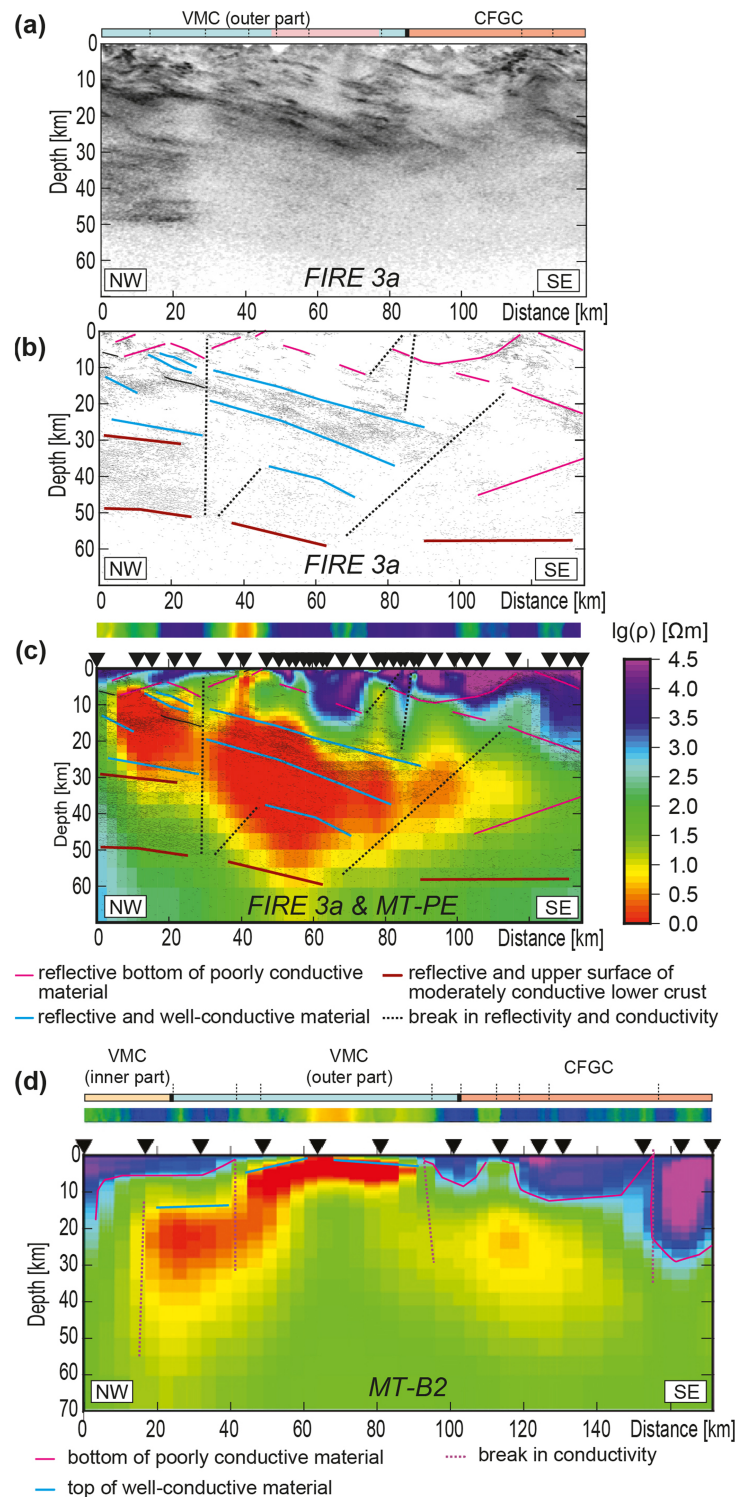 (a)
VMC (outer part) CFGC
0
10
20
30
40
50
60
Depth [km]
NW FIRE 3a SE
0 20 40 60 80 100 Distance [km]
(b)
0
10
20
30
40
50
60
Depth [km]
NW FIRE 3a SE
0 20 40 60 80 100 Distance [km]
(c)
0
10
20
30
40
50
60
Depth [km]
NW FIRE 3a & MT-PE SE
0 20 40 60 80 100 Distance [km]
lg(ρ) [Ωm]
4.5
4.0
3.5
3.0
2.5
2.0
1.5
1.0
0.5
0.0
reflective bottom of poorly conductive
material
reflective and upper surface of
moderately conductive lower crust
reflective and well-conductive material
break in reflectivity and conductivity
(d)
VMC
(inner part)
VMC
(outer part)
CFGC
0
10
20
30
40
50
60
70
Depth [km]
NW MT-B2 SE
0 20 40 60 80 100 120 140 Distance [km]
bottom of poorly conductive material
break in conductivity
top of well-conductive material